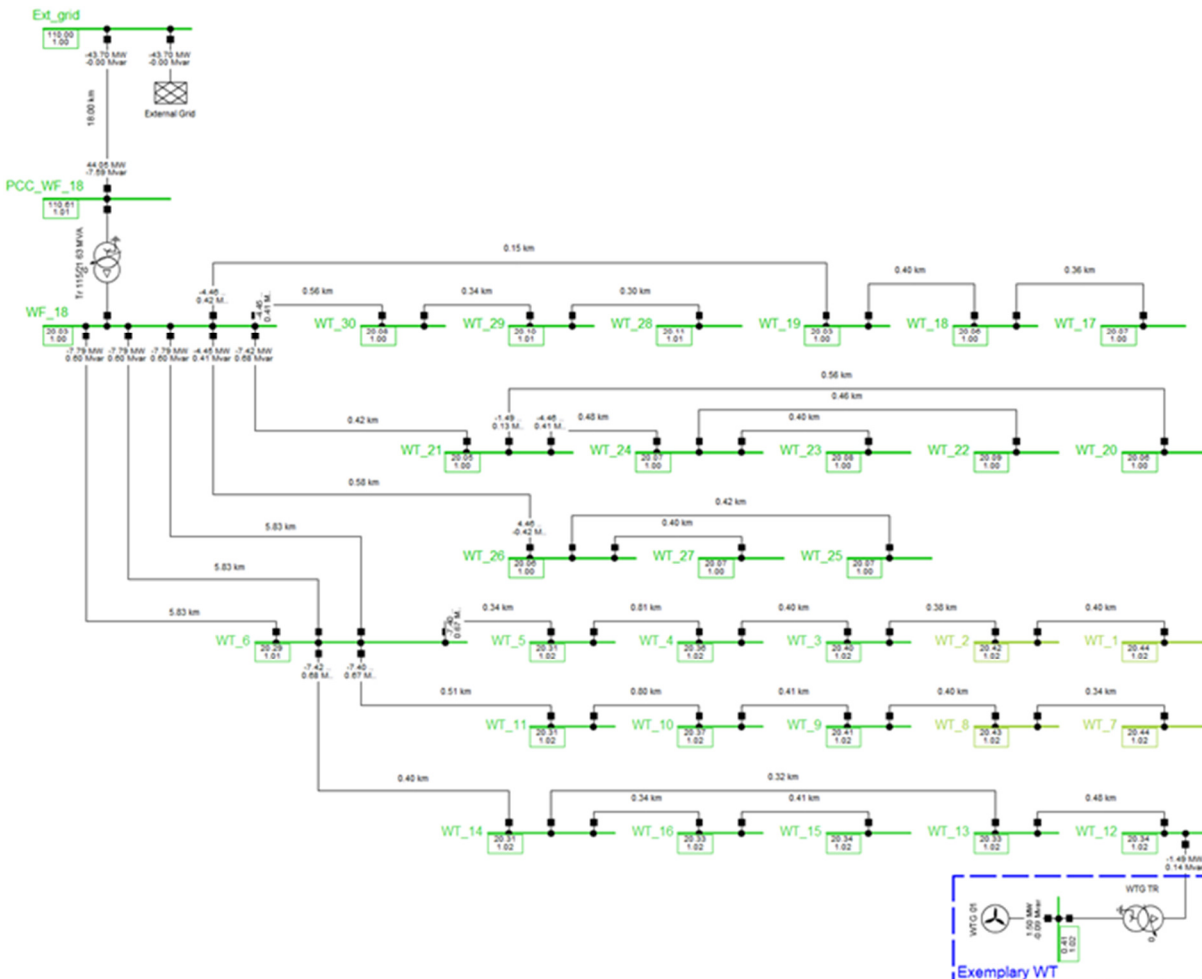 Ext_grid
110.00
1.00
-43.70 MW
-0.00 Mvar
-43.70 MW
-0.00 Mvar
18.00 km
External Grid
44.05 MW
-7.59 Mvar
PCC_WF_18
110.61
1.01
Tr 115/21 63 MVA
0.15 km
-4.46 ..
0.42 M..
-4.46 ..
0.41 M..
0.56 km
0.34 km
0.30 km
0.40 km
0.36 km
WF_18
20.03
1.00
WT_30
20.08
1.00
WT_29
20.10
1.01
WT_28
20.11
1.01
WT_19
20.03
1.00
WT_18
20.06
1.00
WT_17
20.07
1.00
-7.79 MW
0.60 Mvar
-7.79 MW
0.60 Mvar
-7.79 MW
0.60 Mvar
-4.46 MW
0.41 Mvar
-7.42 MW
0.68 Mvar
0.56 km
0.46 km
0.42 km
-1.49 ..
0.13 M..
-4.46 ..
0.41 M..
0.48 km
0.40 km
WT_21
20.05
1.00
WT_24
20.07
1.00
WT_23
20.08
1.00
WT_22
20.09
1.00
WT_20
20.06
1.00
0.58 km
0.42 km
4.46 ..
-0.42 M..
0.40 km
5.83 km
WT_26
20.06
1.00
WT_27
20.07
1.00
WT_25
20.07
1.00
5.83 km
5.83 km
-7.40 ..
0.67 M..
0.34 km
0.81 km
0.40 km
0.38 km
0.40 km
WT_6
20.29
1.01
WT_5
20.31
1.02
WT_4
20.36
1.02
WT_3
20.40
1.02
WT_2
20.42
1.02
WT_1
20.44
1.02
-7.42 ..
0.68 M..
-7.40 ..
0.67 M..
0.51 km
0.80 km
0.41 km
0.40 km
0.34 km
WT_11
20.31
1.02
WT_10
20.37
1.02
WT_9
20.41
1.02
WT_8
20.43
1.02
WT_7
20.44
1.02
0.40 km
0.32 km
0.34 km
0.41 km
0.48 km
WT_14
20.31
1.02
WT_16
20.33
1.02
WT_15
20.34
1.02
WT_13
20.33
1.02
WT_12
20.34
1.02
-1.49 MW
0.14 Mvar
WTG TR
WTG 01
1.50 MW
-0.09 Mvar
0.41
1.02
0
Exemplary WT